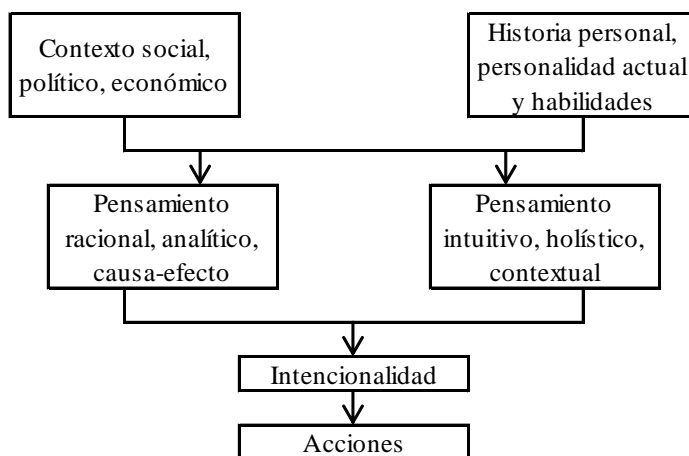 Contexto social,
político, económico
Historia personal,
personalidad actual
y habilidades
Pensamiento
racional, analítico,
causa-efecto
Pensamiento
intuitivo, holístico,
contextual
Intencionalidad
Acciones